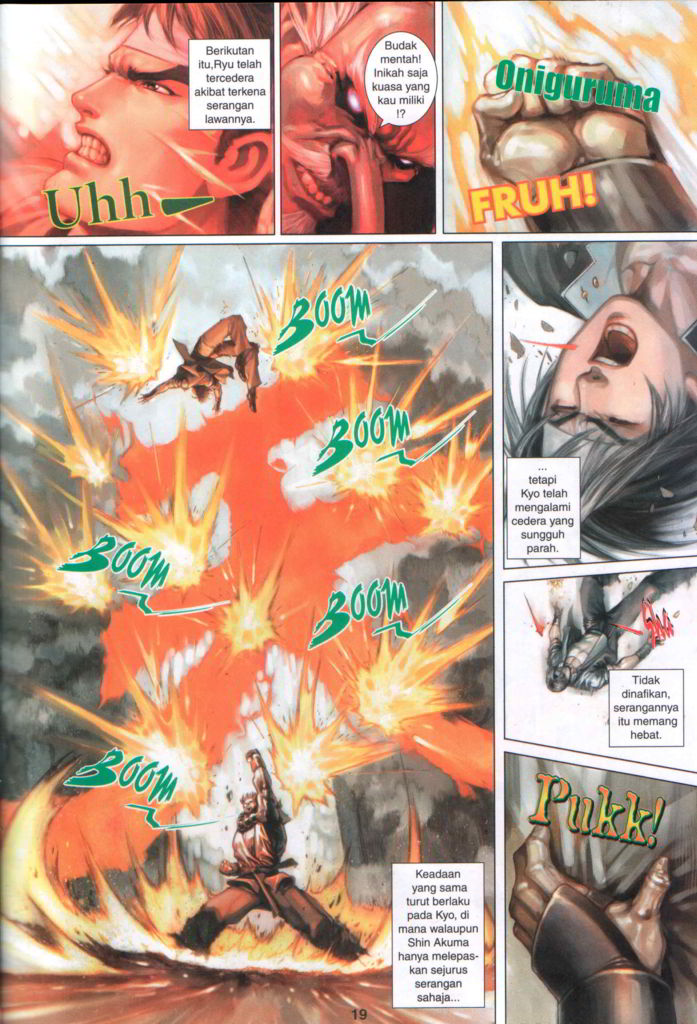 Berikutan
itu,Ryu telah
tercedera
akibat terkena
serangan
lawannya.
Uhh
Budak
mentah!
Inikah saja
kuasa yang
kau miliki
!?
Oniguruma
FRUH!
BOOM
BOOM
BOOM
BOOM
BOOM
Keadaan
yang sama
turut berlaku
pada Kyo, di
mana walaupun
Shin Akuma
hanya melepas-
kan sejurus
serangan
sahaja...
...
tetapi
Kyo telah
mengalami
cedera yang
sungguh
parah.
Tidak
dinafikan,
serangannya
itu memang
hebat.
Pukk!
19